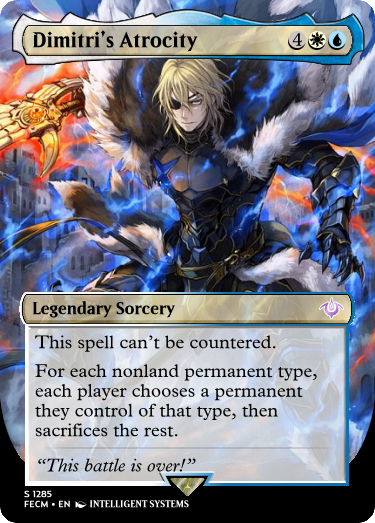 Dimitri's Atrocity 4
Legendary Sorcery
This spell can't be countered.
For each nonland permanent type,
each player chooses a permanent
they control of that type, then
sacrifices the rest.
"This battle is over!"
S 1285
FECM • EN INTELLIGENT SYSTEMS